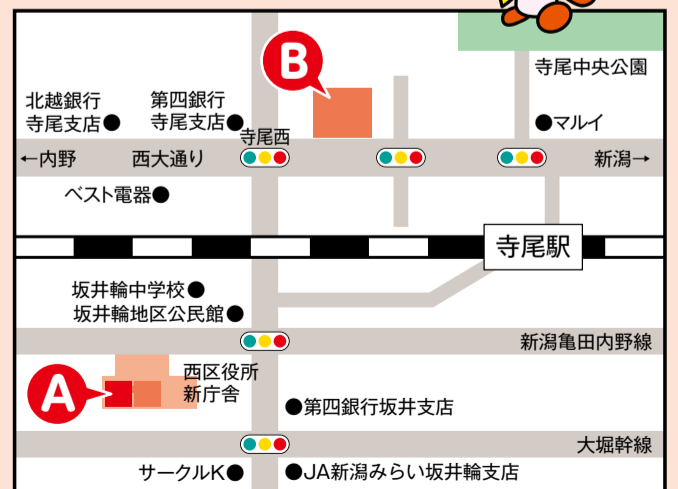 B
寺尾中央公園
北越銀行
寺尾支店●
第四銀行
寺尾支店●
●マルイ
寺尾西
←内野
西大通り
新潟→
ベスト電器●
寺尾駅
坂井輪中学校●
坂井輪地区公民館●
新潟亀田内野線
西区役所
新庁舎
A
●第四銀行坂井支店
大堀幹線
サークルK●
●JA新潟みらい坂井輪支店